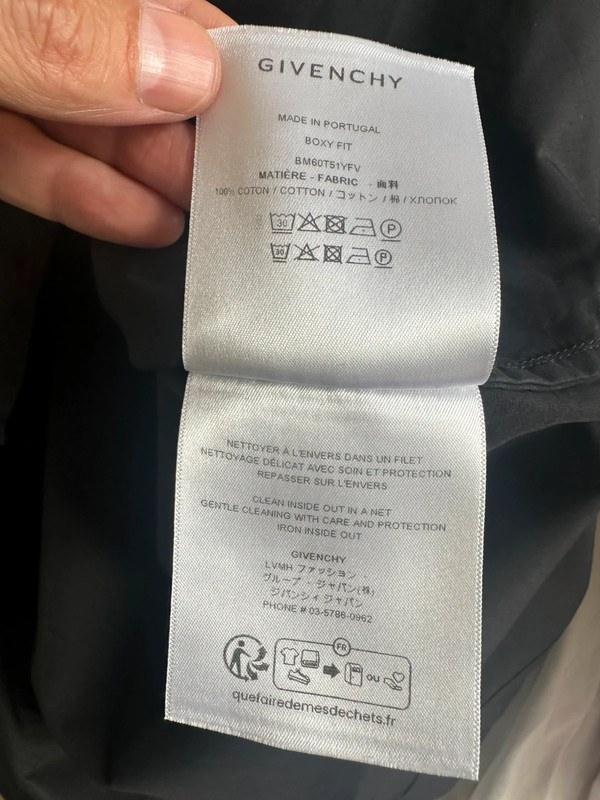 GIVENCHY
MADE IN PORTUGAL
BOXY FIT
BM60T51YFV
MATIÈRE - FABRIC - 面料
100% COTON / COTTON / コットン / 棉 / ХЛОПОК
30 P
30 P
NETTOYER À L'ENVERS DANS UN FILET
NETTOYAGE DÉLICAT AVEC SOIN ET PROTECTION
REPASSER SUR L'ENVERS
CLEAN INSIDE OUT IN A NET
GENTLE CLEANING WITH CARE AND PROTECTION
IRON INSIDE OUT
GIVENCHY
LVMH ファッション・
グループ・ジャパン(株)
ジバンシィ ジャパン
PHONE # 03-5786-0962
FR
OU
quefairedemesdechets.fr